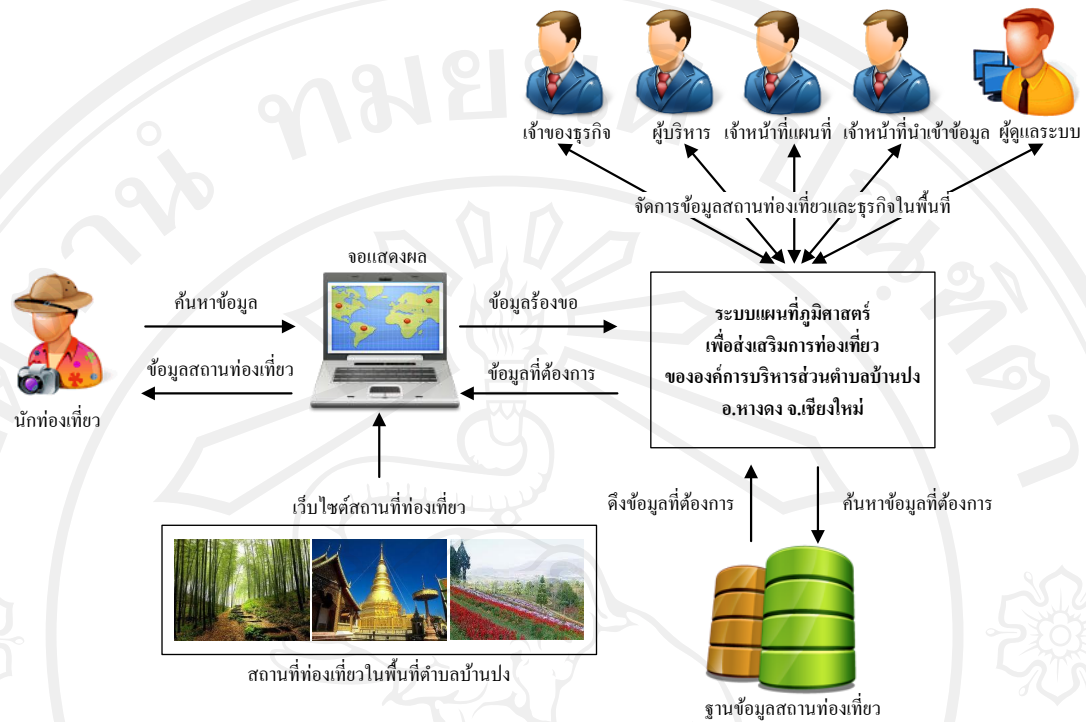 เจ้าของธุรกิจ ผู้บริหาร เจ้าหน้าที่แผนที่ เจ้าหน้าที่นำเข้าข้อมูล ผู้ดูแลระบบ
จัดการข้อมูลสถานท่องเที่ยวและธุรกิจในพื้นที่
จอแสดงผล
ค้นหาข้อมูล
ข้อมูลร้องขอ
ข้อมูลสถานท่องเที่ยว
ข้อมูลที่ต้องการ
นักท่องเที่ยว
ระบบแผนที่ภูมิศาสตร์
เพื่อส่งเสริมการท่องเที่ยว
ขององค์การบริหารส่วนตำบลบ้านปง
อ.หางดง จ.เชียงใหม่
เว็บไซต์สถานที่ท่องเที่ยว
ดึงข้อมูลที่ต้องการ
ค้นหาข้อมูลที่ต้องการ
สถานที่ท่องเที่ยวในพื้นที่ตำบลบ้านปง
ฐานข้อมูลสถานท่องเที่ยว